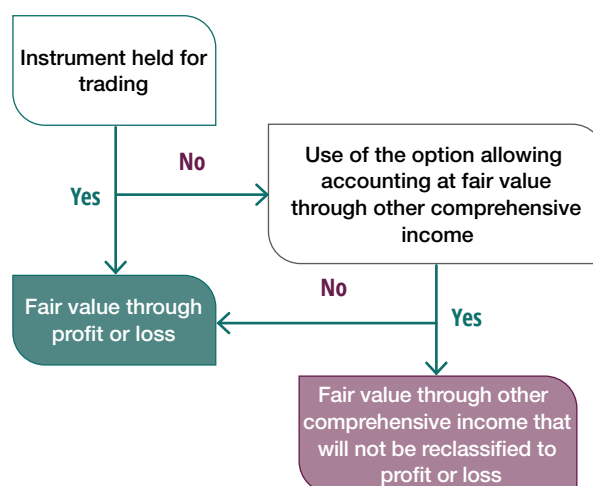 Instrument held for
trading
No
Yes
Use of the option allowing
accounting at fair value
through other comprehensive
income
No
Yes
Fair value through
profit or loss
Fair value through other
comprehensive income that
will not be reclassified to
profit or loss